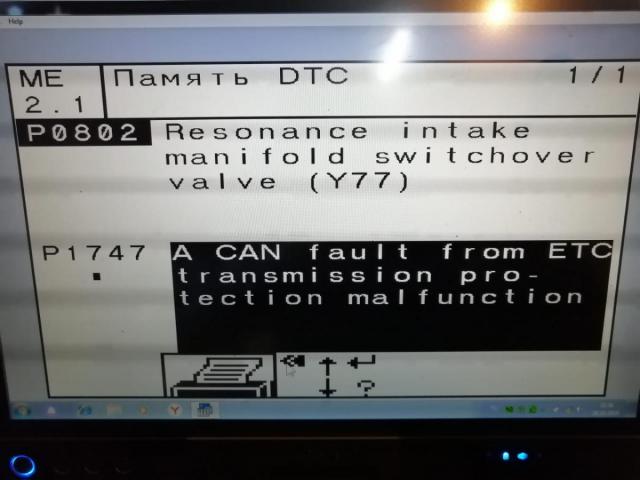 Help
ME
2.1
Память DTC 1/1
P0802 Resonance intake
manifold switchover
valve (Y77)
P1747 A CAN fault from ETC
transmission pro-
tection malfunction
?